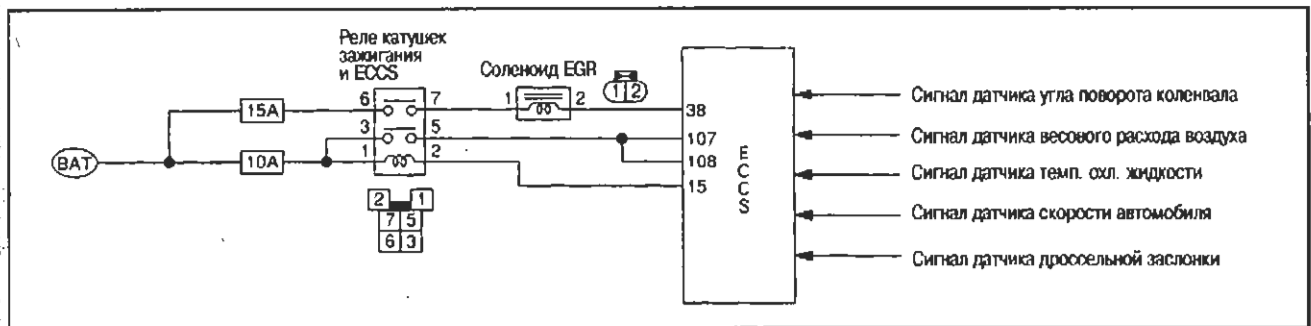 Реле катушек
зажигания
и ECCS
Соленоид EGR
1 2
15A
6 7
1 2
38
Сигнал датчика угла поворота коленвала
3 5
107
Сигнал датчика весового расхода воздуха
BAT
10A
1 2
108
15
ECCS
Сигнал датчика темп. охл. жидкости
2 1
7 5
6 3
Сигнал датчика скорости автомобиля
Сигнал датчика дроссельной заслонки